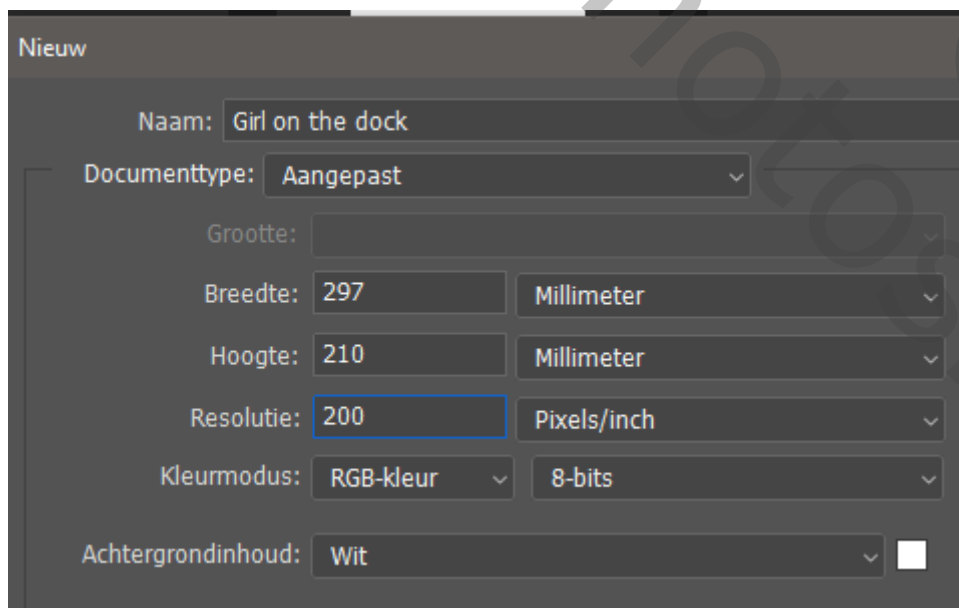 Nieuw
Naam: Girl on the dock
Documenttype: Aangepast
Grootte:
Breedte: 297 Millimeter
Hoogte: 210 Millimeter
Resolutie: 200 Pixels/inch
Kleurmodus: RGB-kleur 8-bits
Achtergrondinhoud: Wit